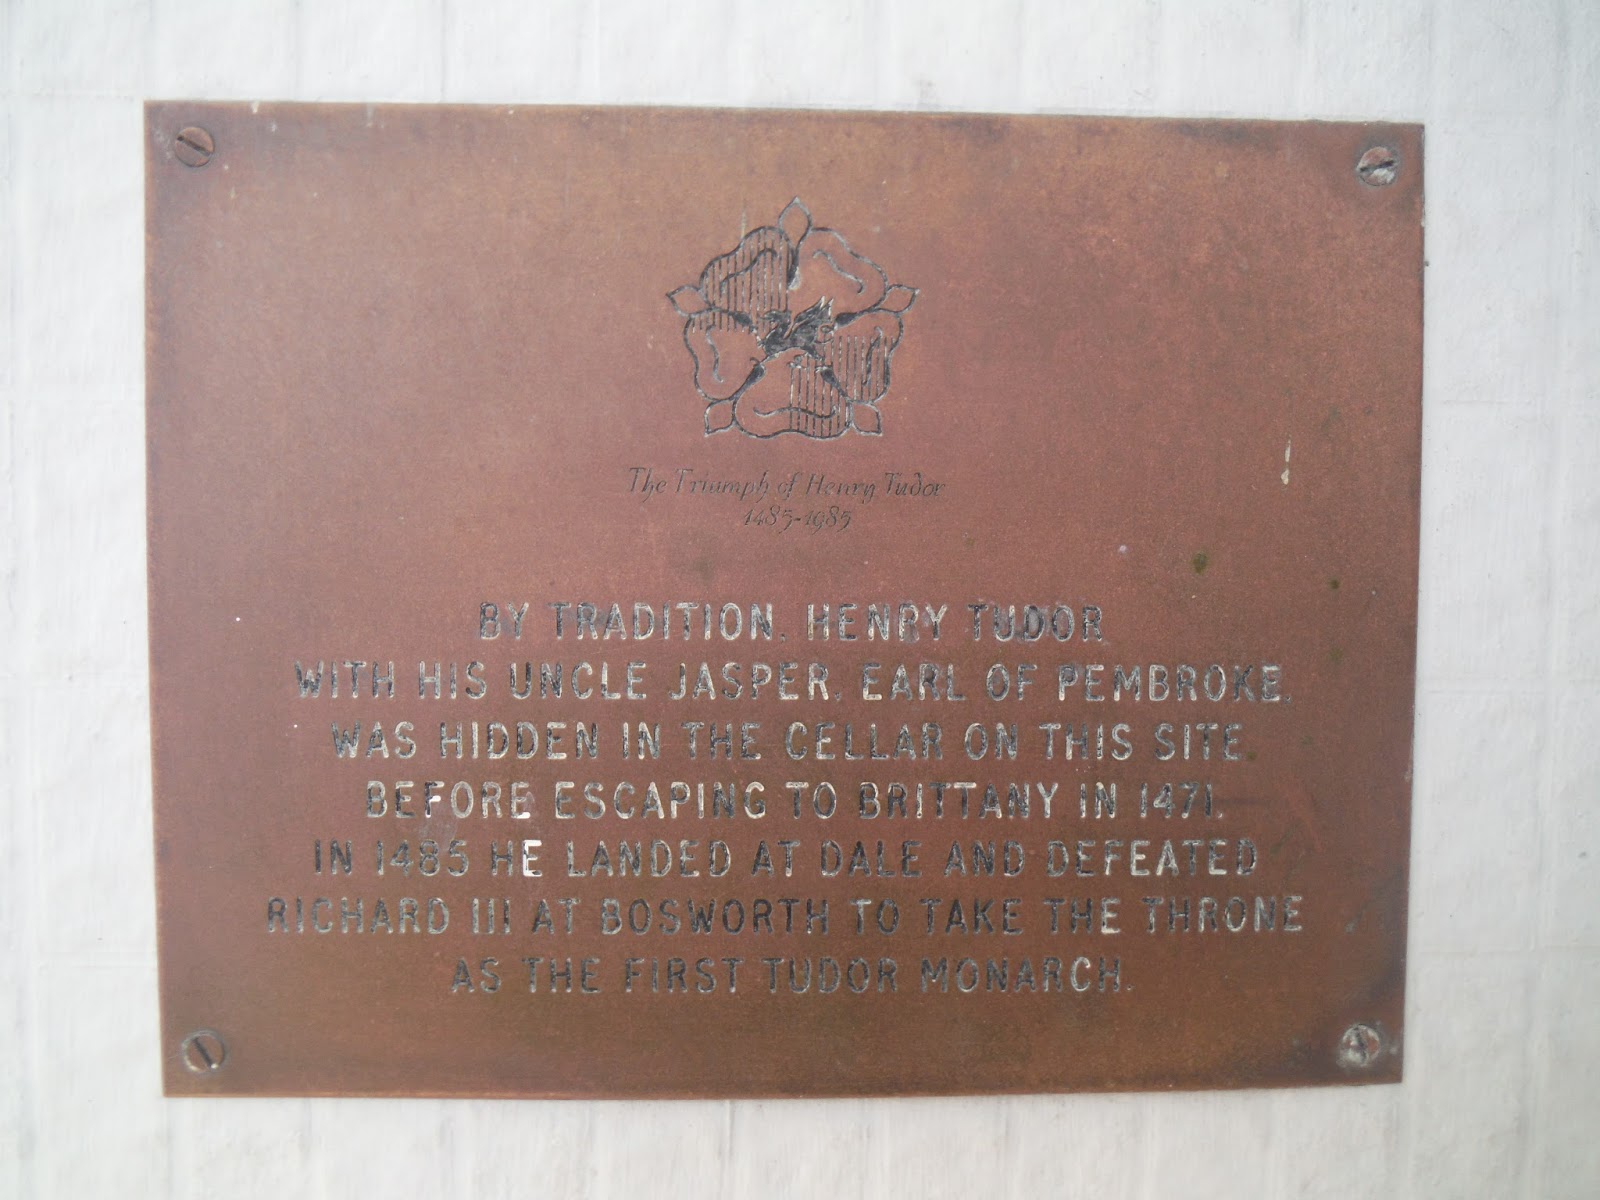 The Triumph of Henry Tudor
1485-1985
BY TRADITION, HENRY TUDOR
WITH HIS UNCLE JASPER, EARL OF PEMBROKE,
WAS HIDDEN IN THE CELLAR ON THIS SITE
BEFORE ESCAPING TO BRITTANY IN 1471.
IN 1485 HE LANDED AT DALE AND DEFEATED
RICHARD III AT BOSWORTH TO TAKE THE THRONE
AS THE FIRST TUDOR MONARCH.